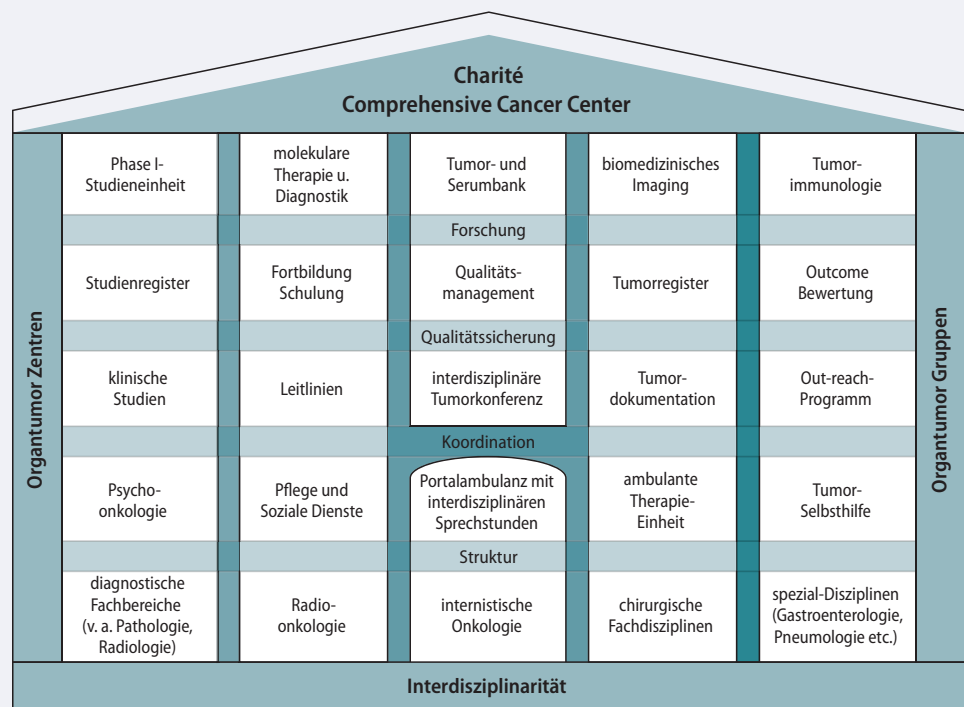 Charité
Comprehensive Cancer Center
Organtumor Zentren
Phase I-
Studieneinheit
molekulare
Therapie u.
Diagnostik
Tumor- und
Serumbank
biomedizinisches
Imaging
Tumor-
immunologie
Forschung
Studienregister
Fortbildung
Schulung
Qualitäts-
management
Tumorregister
Outcome
Bewertung
Qualitätssicherung
klinische
Studien
Leitlinien
interdisziplinäre
Tumorkonferenz
Tumor-
dokumentation
Out-reach-
Programm
Koordination
Psycho-
onkologie
Pflege und
Soziale Dienste
Portalambulanz mit
interdisziplinären
Sprechstunden
ambulante
Therapie-
Einheit
Tumor-
Selbsthilfe
Struktur
diagnostische
Fachbereiche
(v. a. Pathologie,
Radiologie)
Radio-
onkologie
internistische
Onkologie
chirurgische
Fachdisziplinen
spezial-Disziplinen
(Gastroenterologie,
Pneumologie etc.)
Organtumor Gruppen
Interdisziplinarität